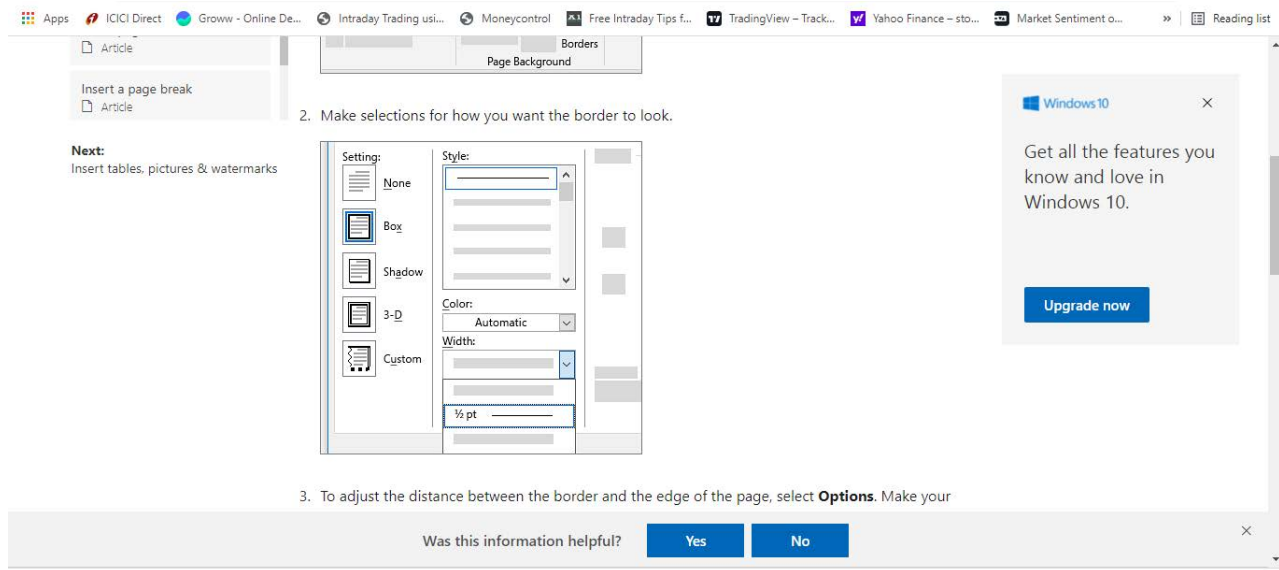 Apps ICICI Direct Groww - Online De... Intraday Trading usi... Moneycontrol Free Intraday Tips f... TradingView – Track... Yahoo Finance – sto... Market Sentiment o... » Reading list
Article
Insert a page break
Article
Next:
Insert tables, pictures & watermarks
Borders
Page Background
2. Make selections for how you want the border to look.
Setting:
None
Box
Shadow
3-D
Custom
Style:
Color:
Automatic
Width:
½ pt
3. To adjust the distance between the border and the edge of the page, select Options. Make your
Windows 10
Get all the features you
know and love in
Windows 10.
Upgrade now
Was this information helpful? Yes No